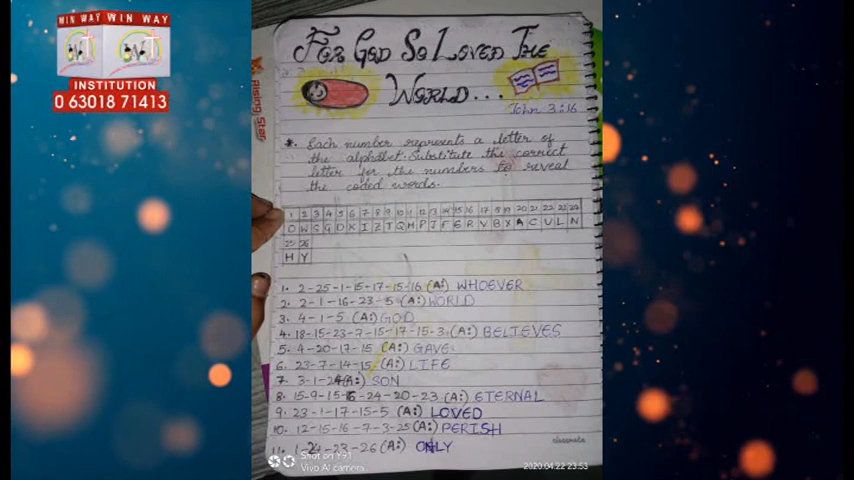 WIN WAY WIN WAY
INSTITUTION
0 63018 71413
Rising Star
FOR GOD SO LOVED THE
WORLD...
John 3:16
*. Each number represents a letter of
the alphabet. Substitute the correct
letter for the numbers to reveal
the coded words.
1 2 3 4 5 6 7 8 9 10 11 12 13 14 15 16 17 18 19 20 21 22 23 24
O W S G D K I Z T Q H P J F E R V B X A C U L N
25 26
H Y
1. 2-25-1-15-17-15-16 (A:) WHOEVER
2. 2-1-16-23-5 (A:) WORLD
3. 4-1-5 (A:) GOD
4. 18-15-23-7-15-17-15-3 (A:) BELIEVES
5. 4-20-17-15 (A:) GAVE
6. 23-7-14-15 (A:) LIFE
7. 3-1-24 (A:) SON
8. 15-9-15-16-24-20-23 (A:) ETERNAL
9. 23-1-17-15-5 (A:) LOVED
10. 12-15-16-7-3-25 (A:) PERISH
11. 1-24-23-26 (A:) ONLY
classmate
Shot on Y91
Vivo AI camera
2020.04.22 23:53